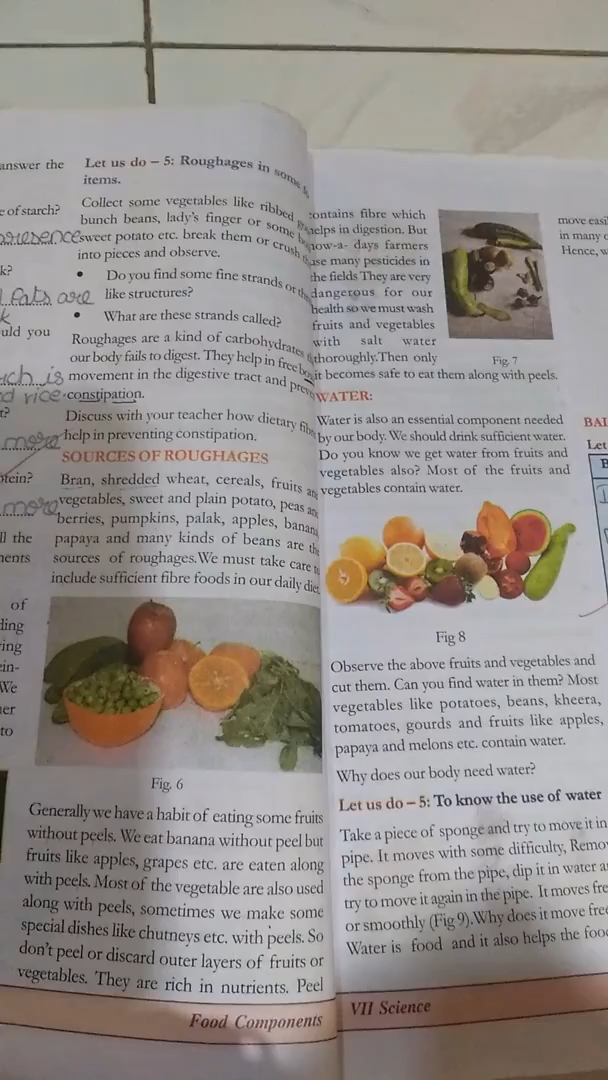 answer the
e of starch?
presence
k?
fats are
k
uld you
uch is
d rice
t?
more
otein?
more
ll the
nents
of
ding
ring
ein-
We
her
to
Let us do – 5: Roughages in some
items.
Collect some vegetables like ribbed
bunch beans, lady's finger or some
sweet potato etc. break them or crush
into pieces and observe.
• Do you find some fine strands or
like structures?
• What are these strands called?
Roughages are a kind of carbohydrates
our body fails to digest. They help in free
movement in the digestive tract and
constipation.
Discuss with your teacher how dietary
help in preventing constipation.
SOURCES OF ROUGHAGES
Bran, shredded wheat, cereals, fruits
vegetables, sweet and plain potato, peas
berries, pumpkins, palak, apples,
papaya and many kinds of beans are the
sources of roughages.We must take care
include sufficient fibre foods in our daily
Fig. 6
Generally we have a habit of eating some fruits
without peels. We eat banana without peel but
fruits like apples, grapes etc. are eaten along
with peels. Most of the vegetable are also used
along with peels, sometimes we make some
special dishes like chutneys etc. with peels. So
don't peel or discard outer layers of fruits or
vegetables. They are rich in nutrients. Peel
Food Components
contains fibre which
helps in digestion. But
now-a- days farmers
use many pesticides in
the fields They are very
dangerous for our
health so we must wash
fruits and vegetables
with salt water
thoroughly.Then only
it becomes safe to eat them along with peels.
Fig. 7
WATER:
Water is also an essential component needed
by our body. We should drink sufficient water.
Do you know we get water from fruits and
vegetables also? Most of the fruits and
vegetables contain water.
Fig 8
Observe the above fruits and vegetables and
cut them. Can you find water in them? Most
vegetables like potatoes, beans, kheera,
tomatoes, gourds and fruits like apples,
papaya and melons etc. contain water.
Why does our body need water?
Let us do – 5: To know the use of water
Take a piece of sponge and try to move it in
pipe. It moves with some difficulty, Remo
the sponge from the pipe, dip it in water a
try to move it again in the pipe. It moves fre
or smoothly (Fig 9).Why does it move fre
Water is food and it also helps the foo
VII Science
move easi
in many
Hence, w
BAL
Let